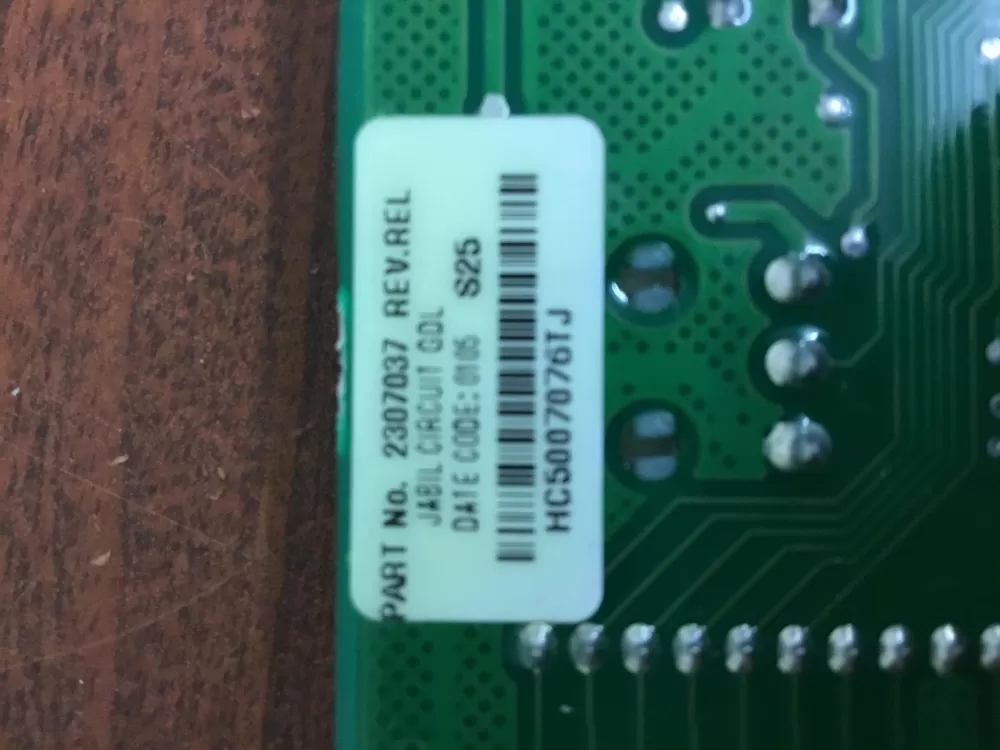 PART No. 2307037 REV.REL
JABIL CIRCUIT GDL
DATE CODE: 0105 S25
HC5007076TJ